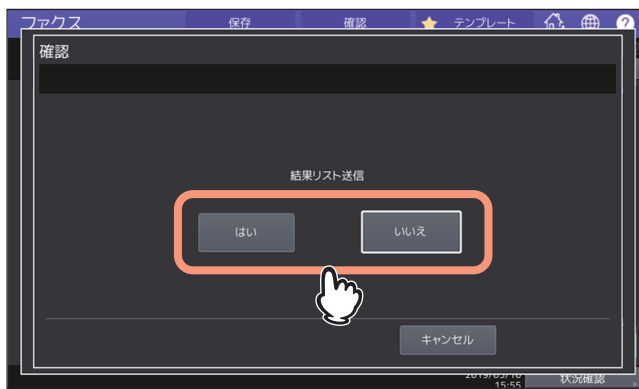 ファクス 保存 確認 テンプレート
確認
結果リスト送信
はい いいえ
キャンセル
15:55 状況確認